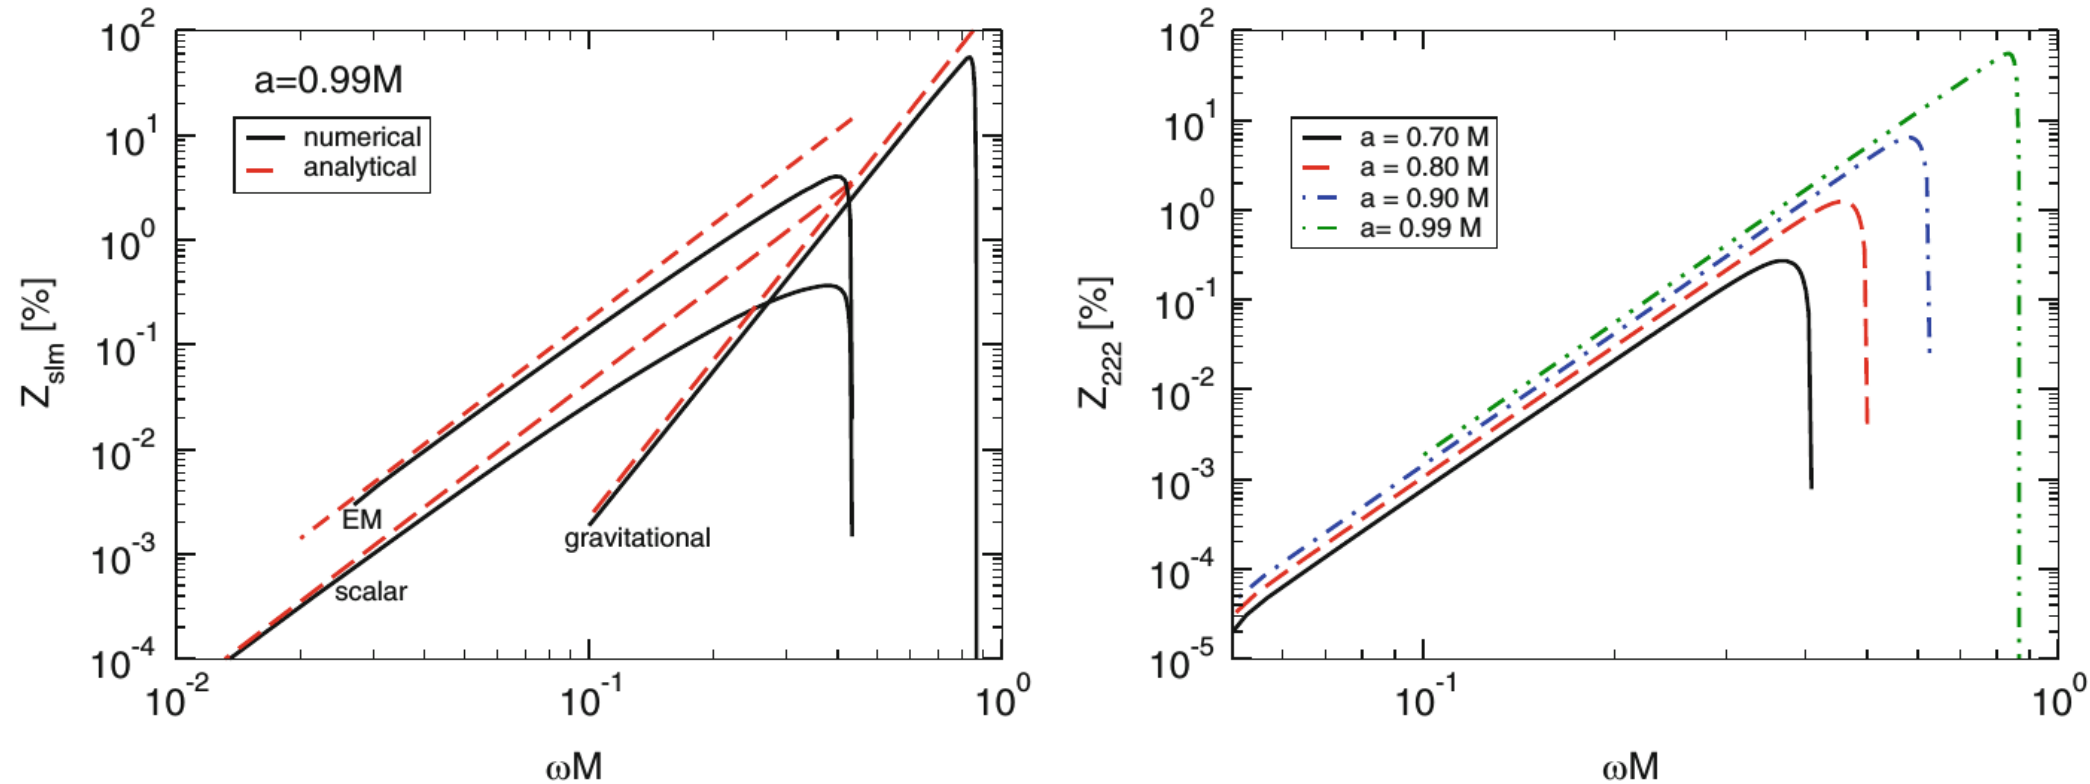 10^2
10^1
10^0
10^-1
10^-2
10^-3
10^-4
Z_slm [%]
a=0.99M
numerical
analytical
EM
scalar
gravitational
10^-2
10^-1
10^0
ωM
10^2
10^1
10^0
10^-1
10^-2
10^-3
10^-4
10^-5
Z_222 [%]
a = 0.70 M
a = 0.80 M
a = 0.90 M
a= 0.99 M
10^-1
10^0
ωM